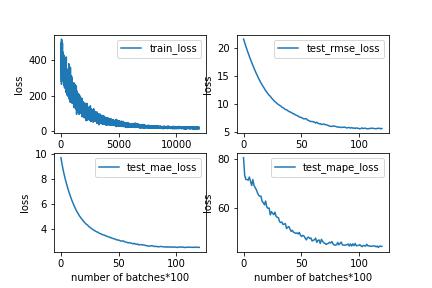 train_loss
400
200
0
loss
0
5000
10000
test_rmse_loss
20
15
10
5
loss
0
50
100
test_mae_loss
10
8
6
4
loss
0
50
100
number of batches*100
test_mape_loss
80
60
loss
0
50
100
number of batches*100